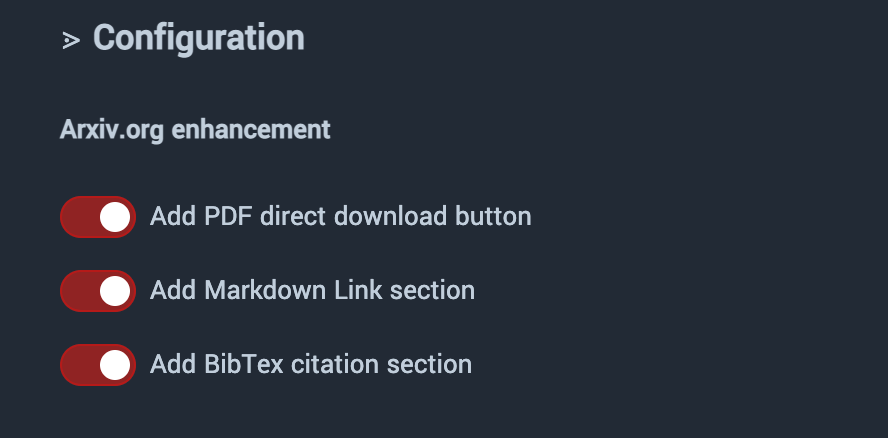 Configuration
Arxiv.org enhancement
Add PDF direct download button
Add Markdown Link section
Add BibTex citation section